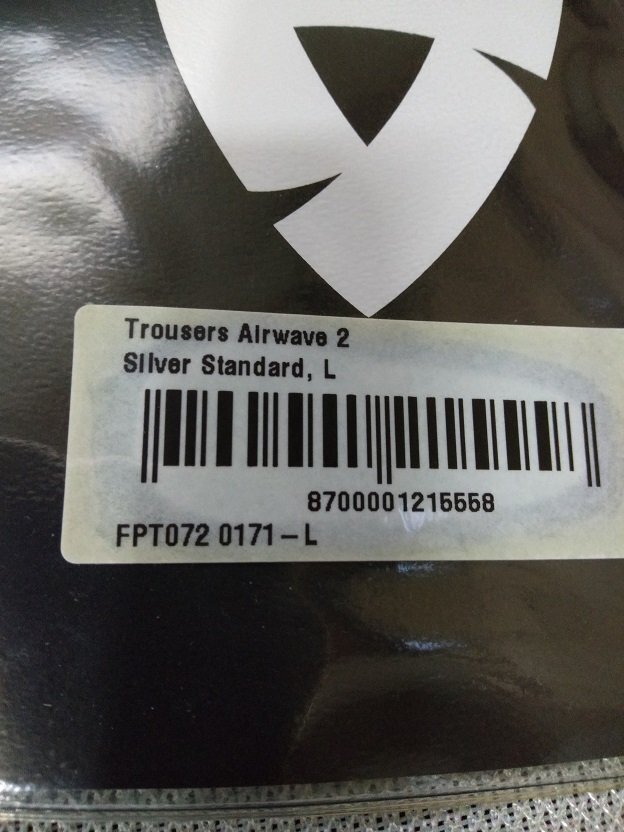 Trousers Airwave 2
Silver Standard, L
8700001215558
FPT072 0171-L